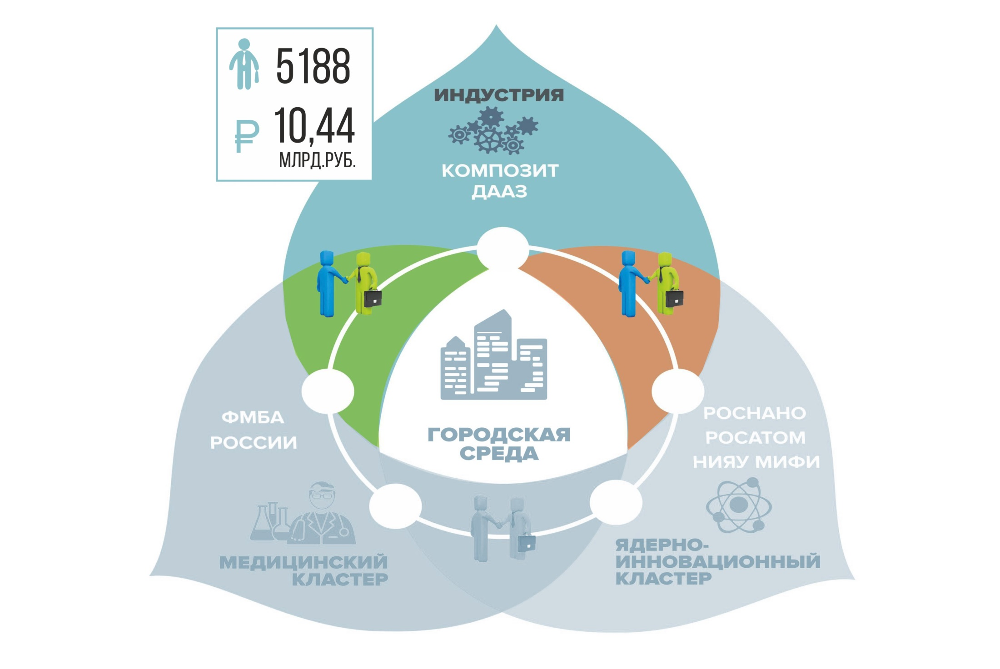 5188
10,44
МЛРД.РУБ.
ИНДУСТРИЯ
КОМПОЗИТ
ДААЗ
ГОРОДСКАЯ
СРЕДА
ФМБА
РОССИИ
МЕДИЦИНСКИЙ
КЛАСТЕР
РОСНАНО
РОСАТОМ
НИЯУ МИФИ
ЯДЕРНО-
ИННОВАЦИОННЫЙ
КЛАСТЕР